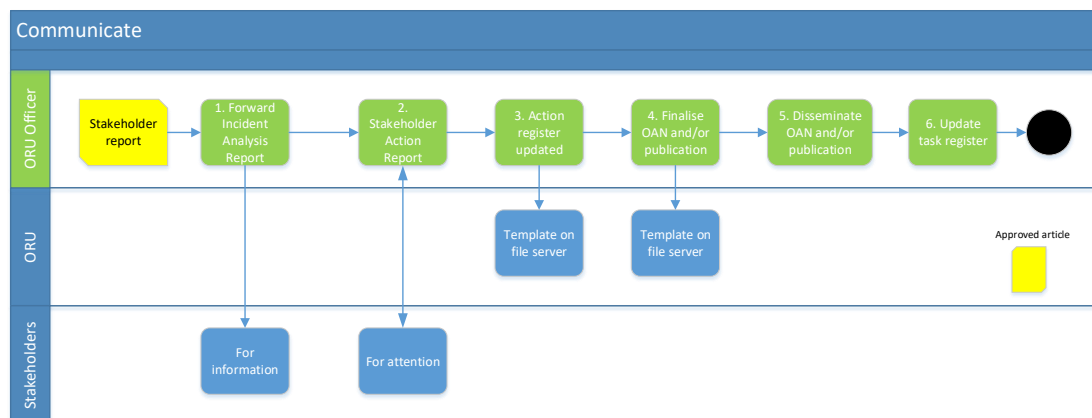 Communicate
ORU Officer
Stakeholder
report
1. Forward
Incident
Analysis
Report
2.
Stakeholder
Action
Report
3. Action
register
updated
4. Finalise
OAN and/or
publication
5. Disseminate
OAN and/or
publication
6. Update
task register
ORU
Template on
file server
Template on
file server
Approved article
Stakeholders
For
information
For attention